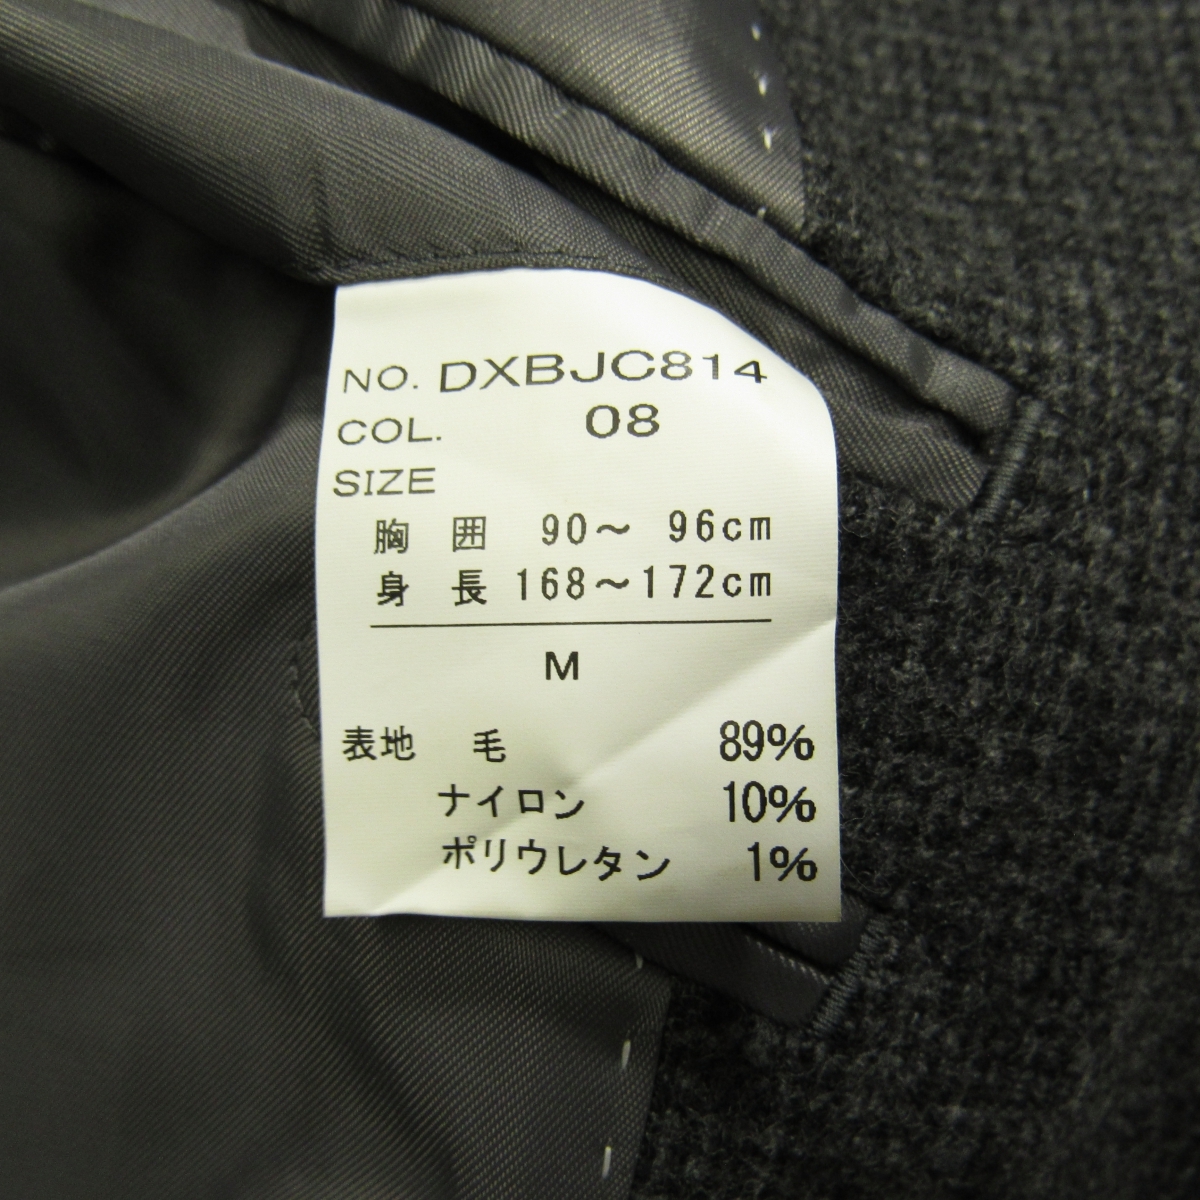 NO. DXBJC814
COL. 08
SIZE
胸 囲 90～ 96cm
身 長 168～172cm
M
表地 毛 89%
ナイロン 10%
ポリウレタン 1%